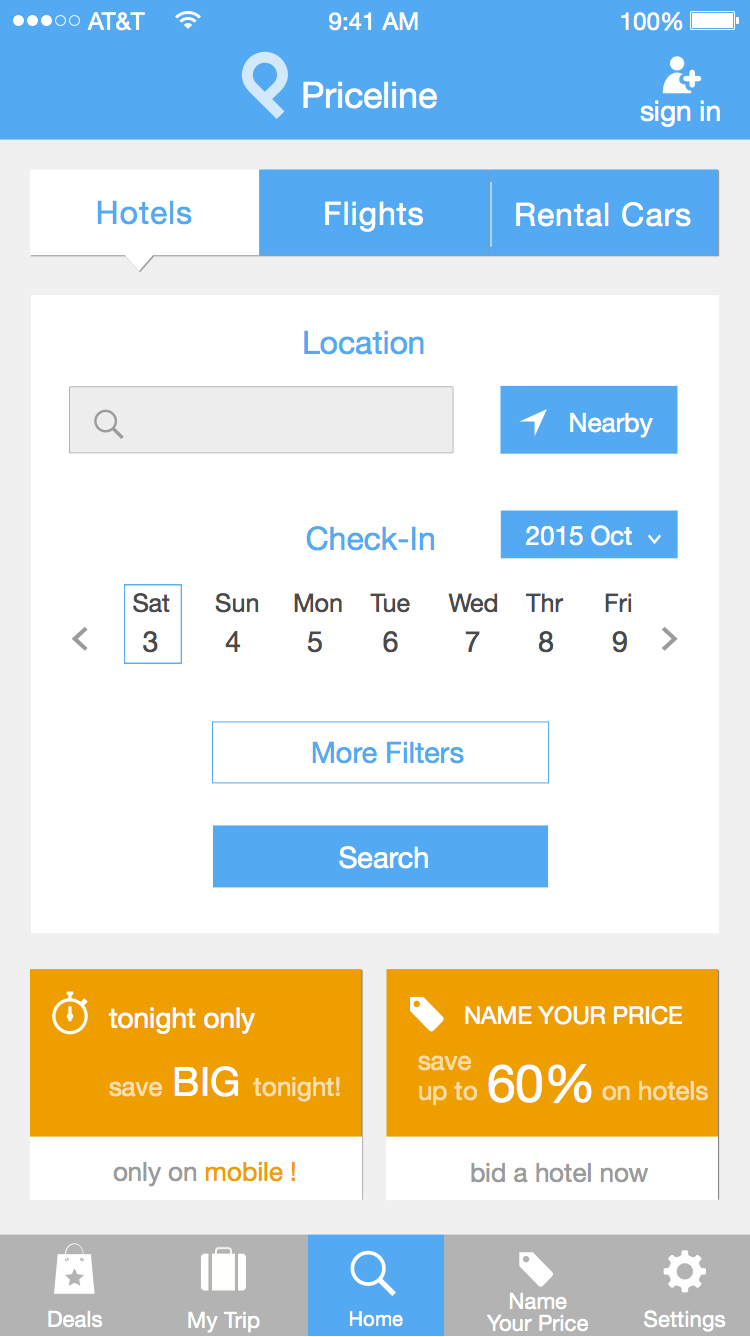 AT&T 9:41 AM 100%
Priceline
sign in
Hotels Flights Rental Cars
Location
Nearby
Check-In 2015 Oct
Sat Sun Mon Tue Wed Thr Fri
3 4 5 6 7 8 9
More Filters
Search
tonight only
save BIG tonight!
only on mobile !
NAME YOUR PRICE
save
up to 60% on hotels
bid a hotel now
Deals
My Trip
Home
Name
Your Price
Settings